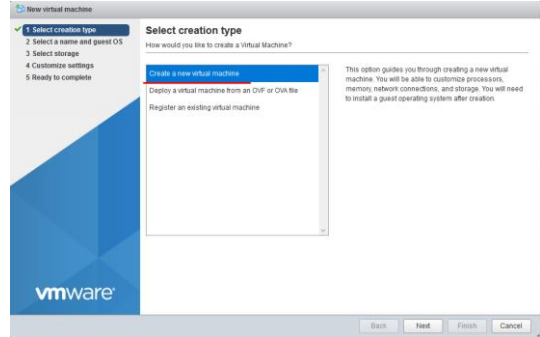 New virtual machine
1 Select creation type
2 Select a name and guest OS
3 Select storage
4 Customize settings
5 Ready to complete
Select creation type
How would you like to create a Virtual Machine?
Create a new virtual machine
Deploy a virtual machine from an OVF or OVA file
Register an existing virtual machine
This option guides you through creating a new virtual
machine. You will be able to customize processors,
memory, network connections, and storage. You will need
to install a guest operating system after creation.
vmware
Back
Next
Finish
Cancel